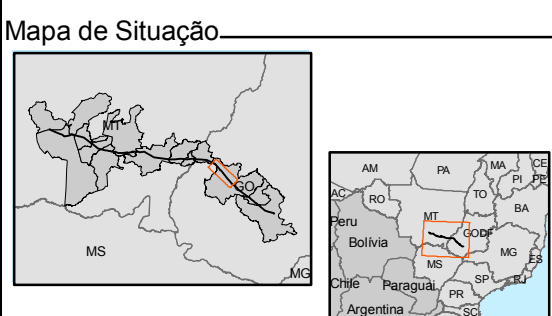 Mapa de Situação
MT
GO
MS
MG
AM
PA
MA
CE
PI
PE
AC
RO
TO
BA
Peru
MT
GO
DF
Bolívia
MG
MS
ES
SP
RJ
Chile
Paraguai
PR
SC
Argentina